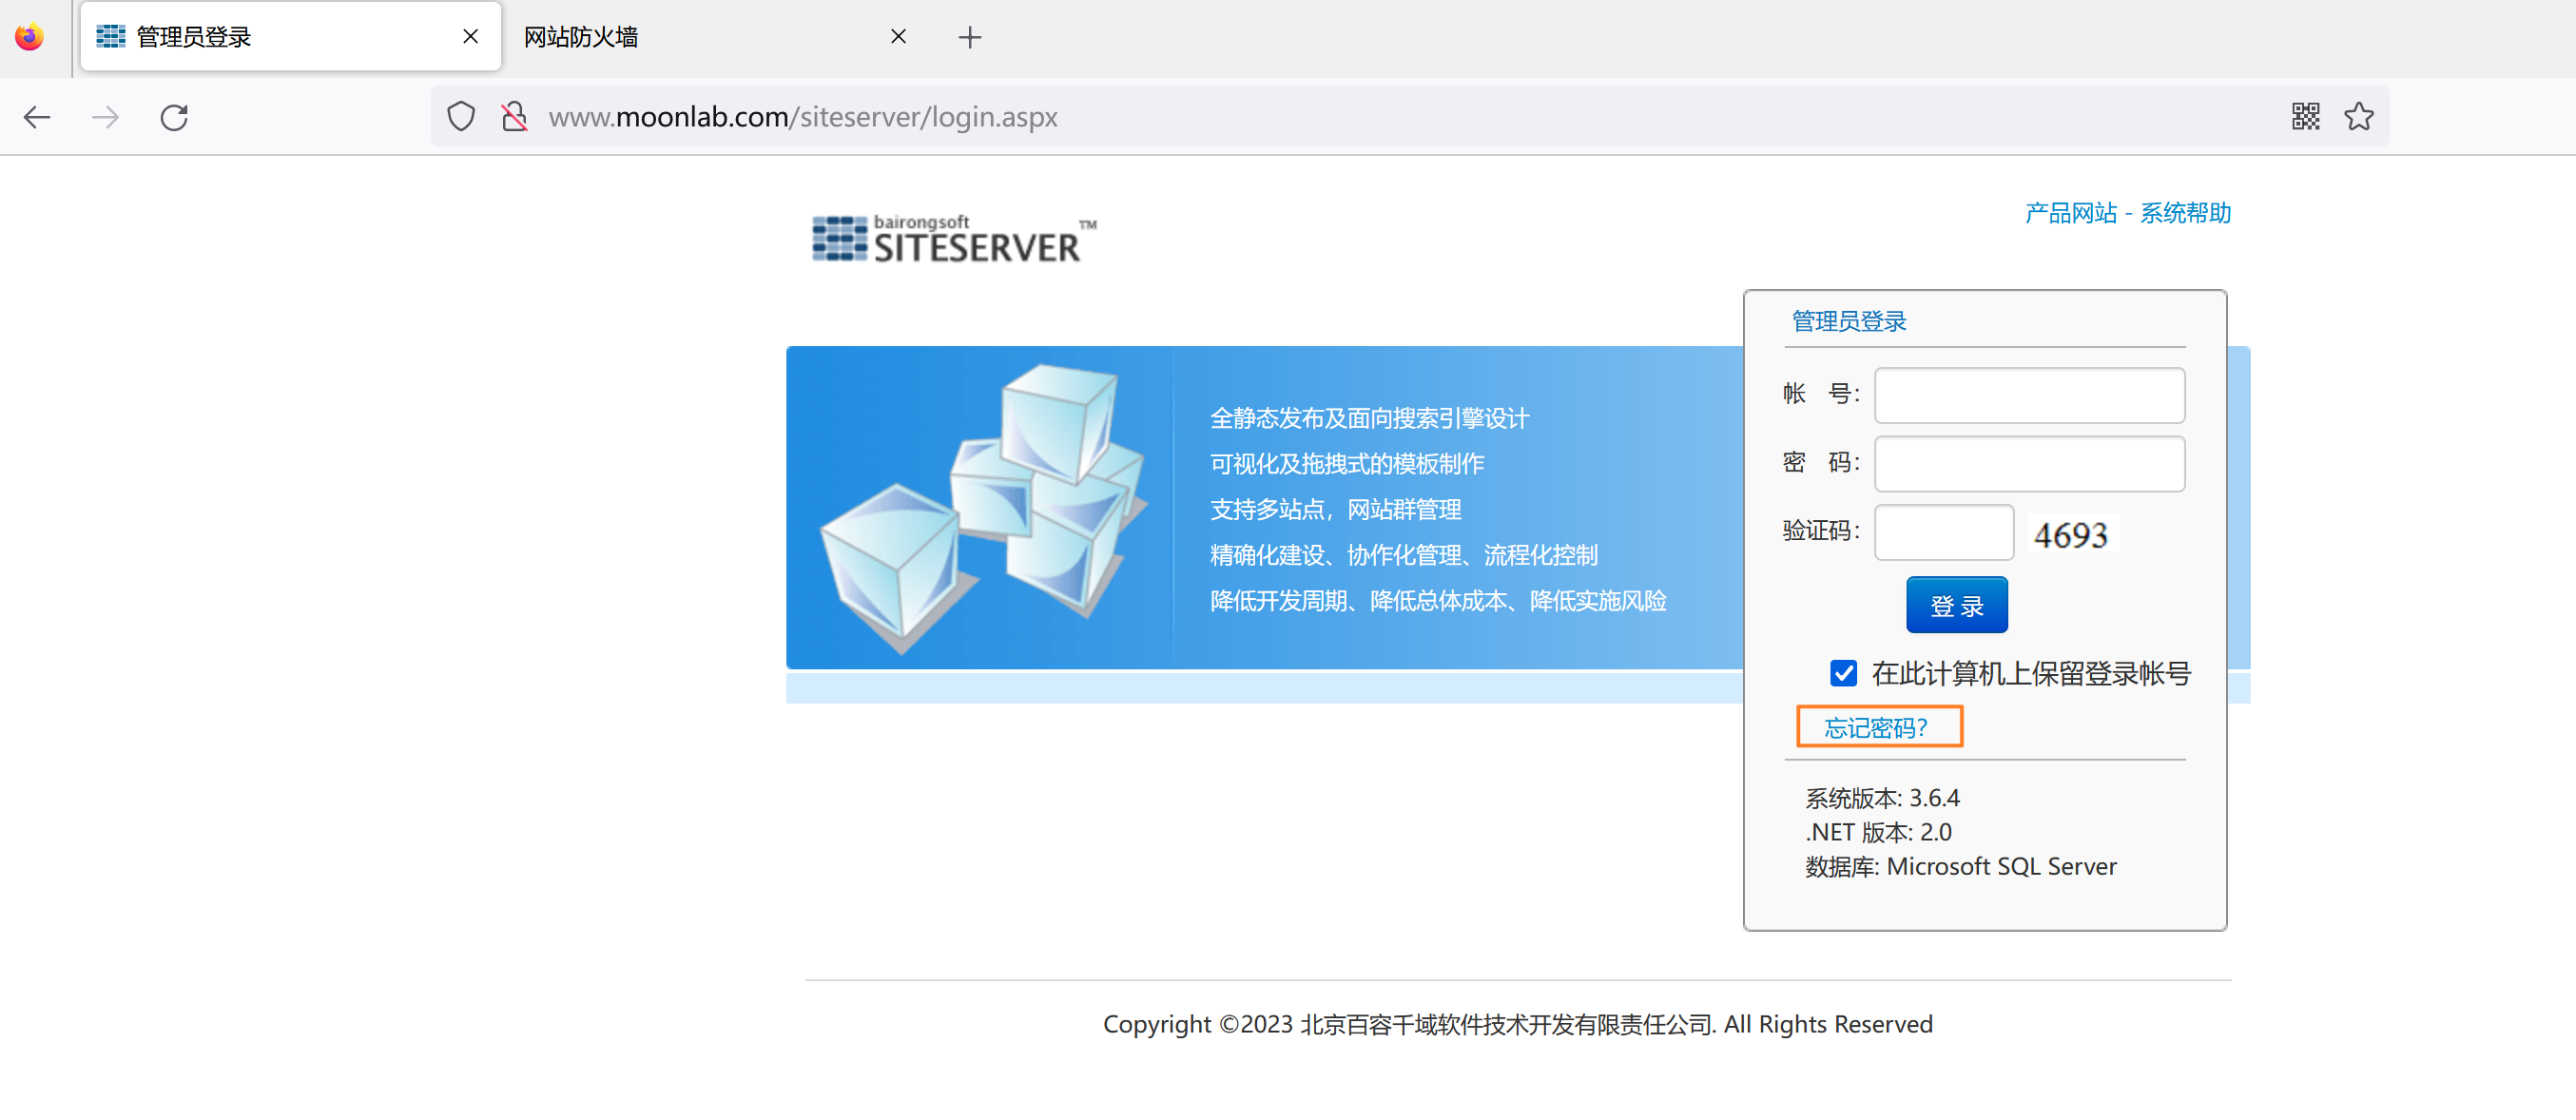 管理员登录
网站防火墙
www.moonlab.com/siteserver/login.aspx
bairongsoft
SITESERVER™
产品网站 - 系统帮助
管理员登录
帐 号：
密 码：
验证码：
4693
登 录
在此计算机上保留登录帐号
忘记密码？
系统版本: 3.6.4
.NET 版本: 2.0
数据库: Microsoft SQL Server
全静态发布及面向搜索引擎设计
可视化及拖拽式的模板制作
支持多站点，网站群管理
精确化建设、协作化管理、流程化控制
降低开发周期、降低总体成本、降低实施风险
Copyright ©2023 北京百容千域软件技术开发有限责任公司. All Rights Reserved